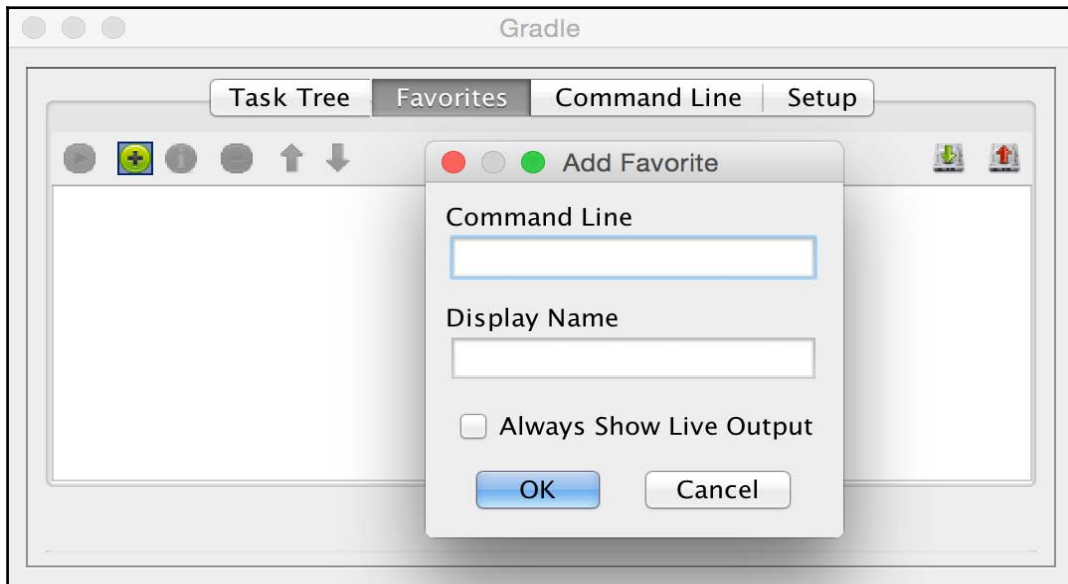 Gradle
Task Tree Favorites Command Line Setup
Add Favorite
Command Line
Display Name
Always Show Live Output
OK Cancel